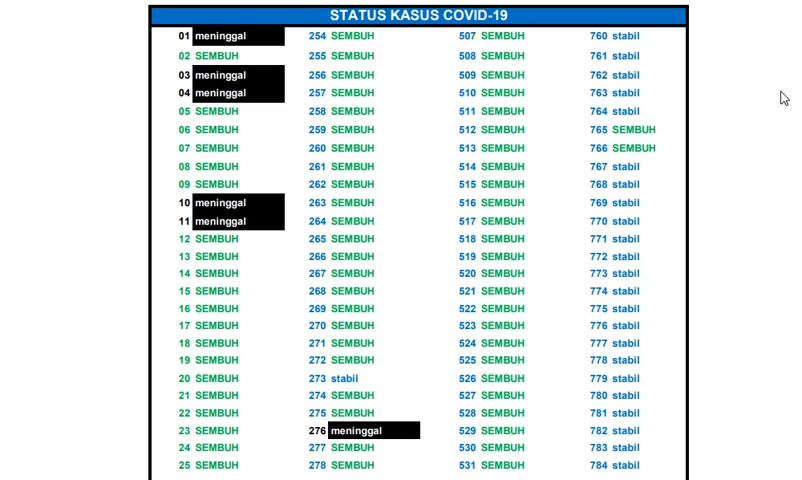 STATUS KASUS COVID-19
01 meninggal 254 SEMBUH 507 SEMBUH 760 stabil
02 SEMBUH 255 SEMBUH 508 SEMBUH 761 stabil
03 meninggal 256 SEMBUH 509 SEMBUH 762 stabil
04 meninggal 257 SEMBUH 510 SEMBUH 763 stabil
05 SEMBUH 258 SEMBUH 511 SEMBUH 764 stabil
06 SEMBUH 259 SEMBUH 512 SEMBUH 765 SEMBUH
07 SEMBUH 260 SEMBUH 513 SEMBUH 766 SEMBUH
08 SEMBUH 261 SEMBUH 514 SEMBUH 767 stabil
09 SEMBUH 262 SEMBUH 515 SEMBUH 768 stabil
10 meninggal 263 SEMBUH 516 SEMBUH 769 stabil
11 meninggal 264 SEMBUH 517 SEMBUH 770 stabil
12 SEMBUH 265 SEMBUH 518 SEMBUH 771 stabil
13 SEMBUH 266 SEMBUH 519 SEMBUH 772 stabil
14 SEMBUH 267 SEMBUH 520 SEMBUH 773 stabil
15 SEMBUH 268 SEMBUH 521 SEMBUH 774 stabil
16 SEMBUH 269 SEMBUH 522 SEMBUH 775 stabil
17 SEMBUH 270 SEMBUH 523 SEMBUH 776 stabil
18 SEMBUH 271 SEMBUH 524 SEMBUH 777 stabil
19 SEMBUH 272 SEMBUH 525 SEMBUH 778 stabil
20 SEMBUH 273 stabil 526 SEMBUH 779 stabil
21 SEMBUH 274 SEMBUH 527 SEMBUH 780 stabil
22 SEMBUH 275 SEMBUH 528 SEMBUH 781 stabil
23 SEMBUH 276 meninggal 529 SEMBUH 782 stabil
24 SEMBUH 277 SEMBUH 530 SEMBUH 783 stabil
25 SEMBUH 278 SEMBUH 531 SEMBUH 784 stabil